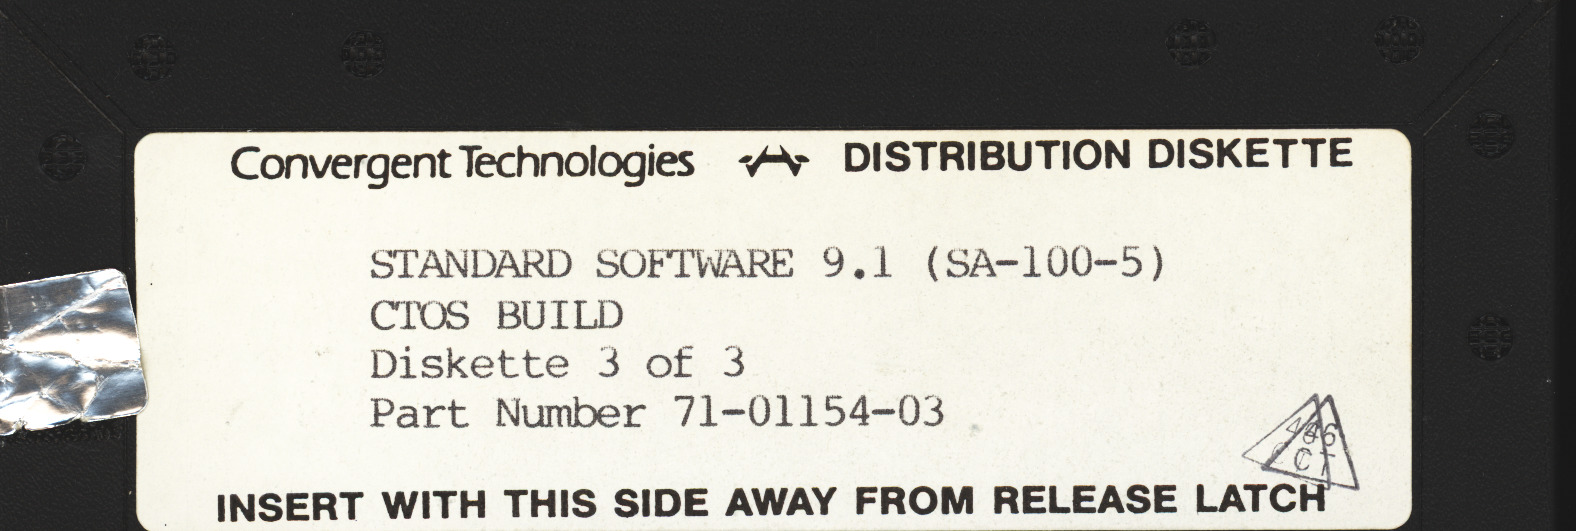 Convergent Technologies DISTRIBUTION DISKETTE
STANDARD SOFTWARE 9.1 (SA-100-5)
CTOS BUILD
Diskette 3 of 3
Part Number 71-01154-03
INSERT WITH THIS SIDE AWAY FROM RELEASE LATCH